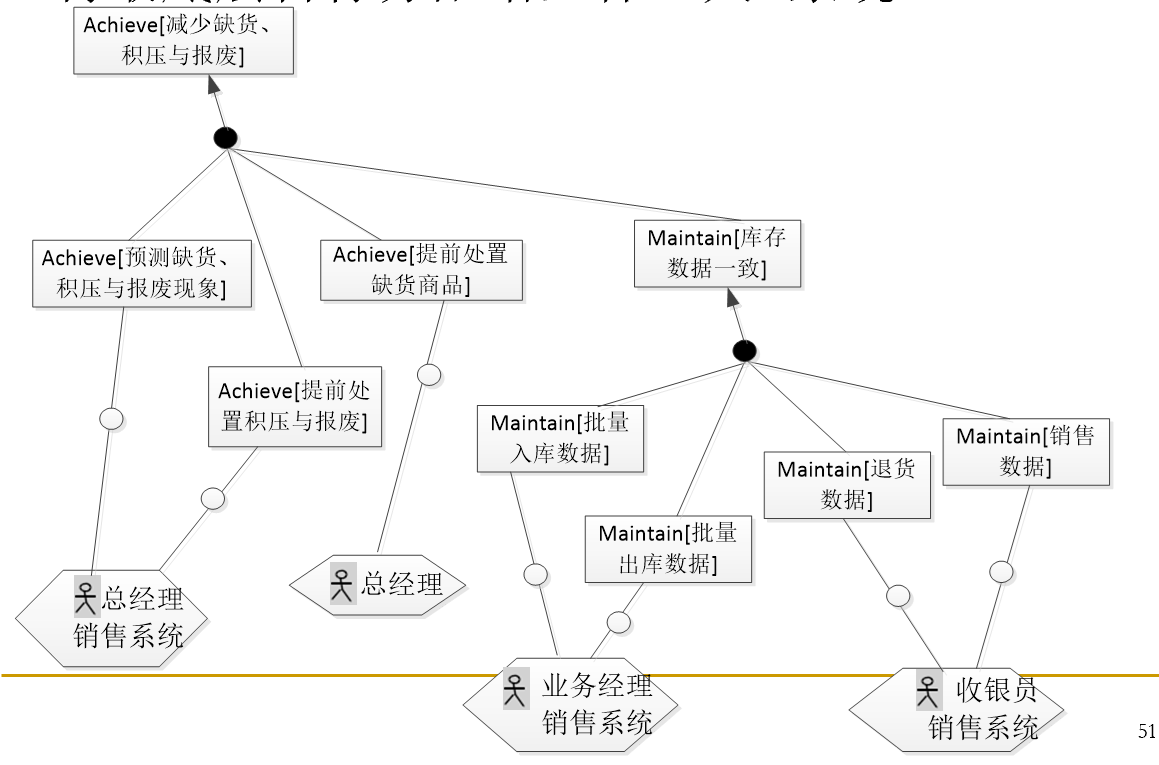 Achieve[减少缺货、
积压与报废]
Maintain[库存
数据一致]
Achieve[预测缺货、
积压与报废现象]
Achieve[提前处置
缺货商品]
Achieve[提前处
置积压与报废]
Maintain[批量
入库数据]
Maintain[销售
数据]
Maintain[退货
数据]
Maintain[批量
出库数据]
总经理
销售系统
总经理
业务经理
销售系统
收银员
销售系统
51